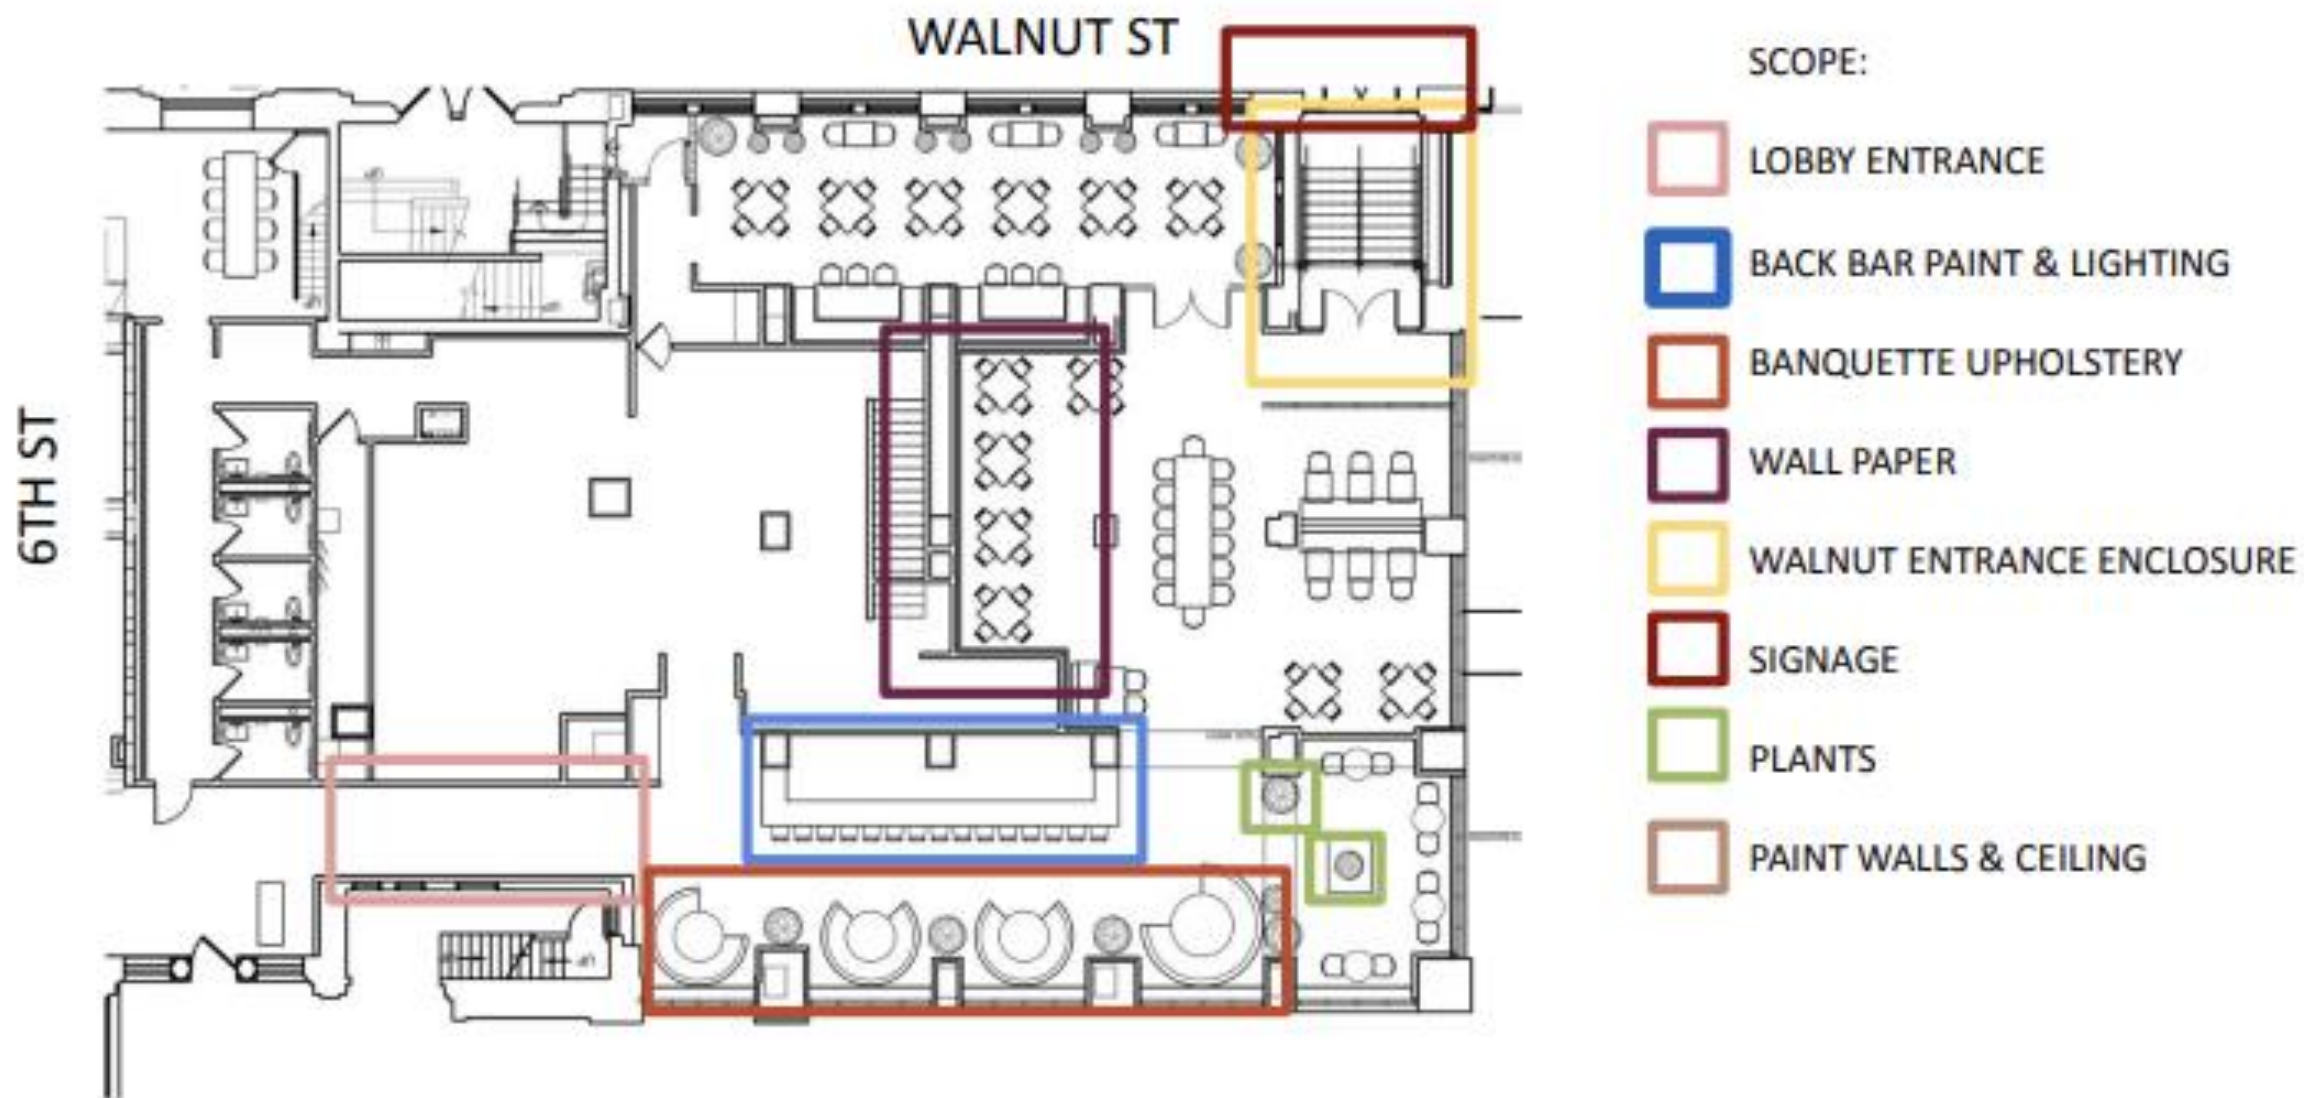 WALNUT ST
6TH ST
SCOPE:
LOBBY ENTRANCE
BACK BAR PAINT & LIGHTING
BANQUETTE UPHOLSTERY
WALL PAPER
WALNUT ENTRANCE ENCLOSURE
SIGNAGE
PLANTS
PAINT WALLS & CEILING